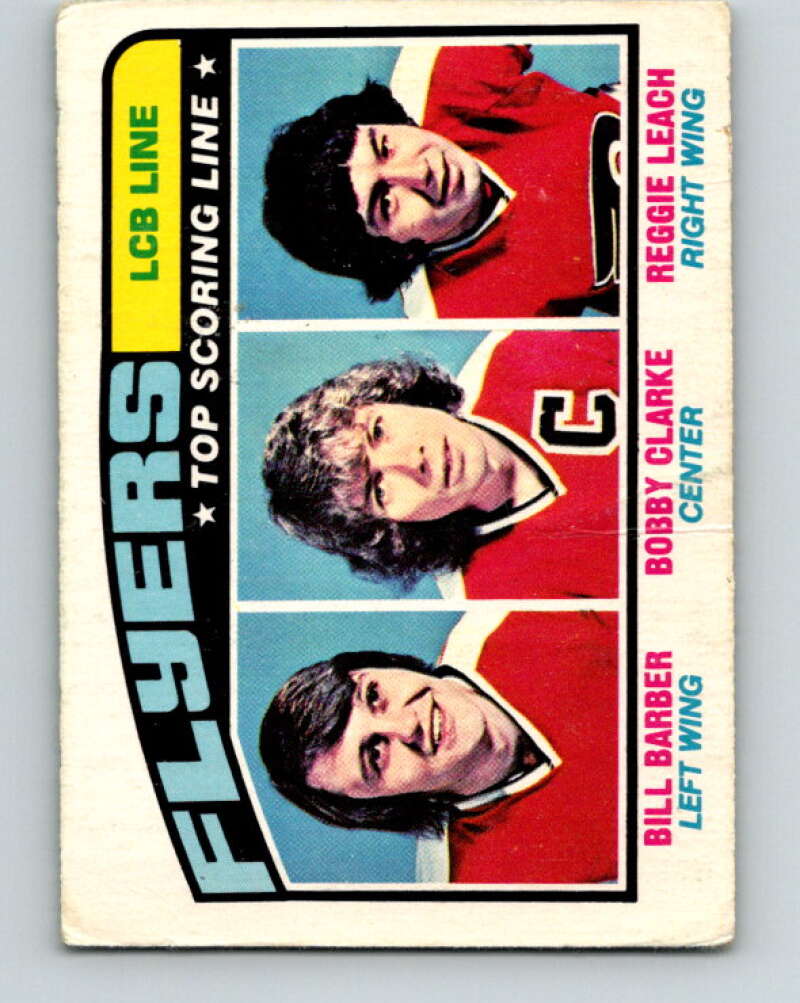 FLYERS
LCB LINE
★ TOP SCORING LINE ★
C
BILL BARBER
LEFT WING
BOBBY CLARKE
CENTER
REGGIE LEACH
RIGHT WING